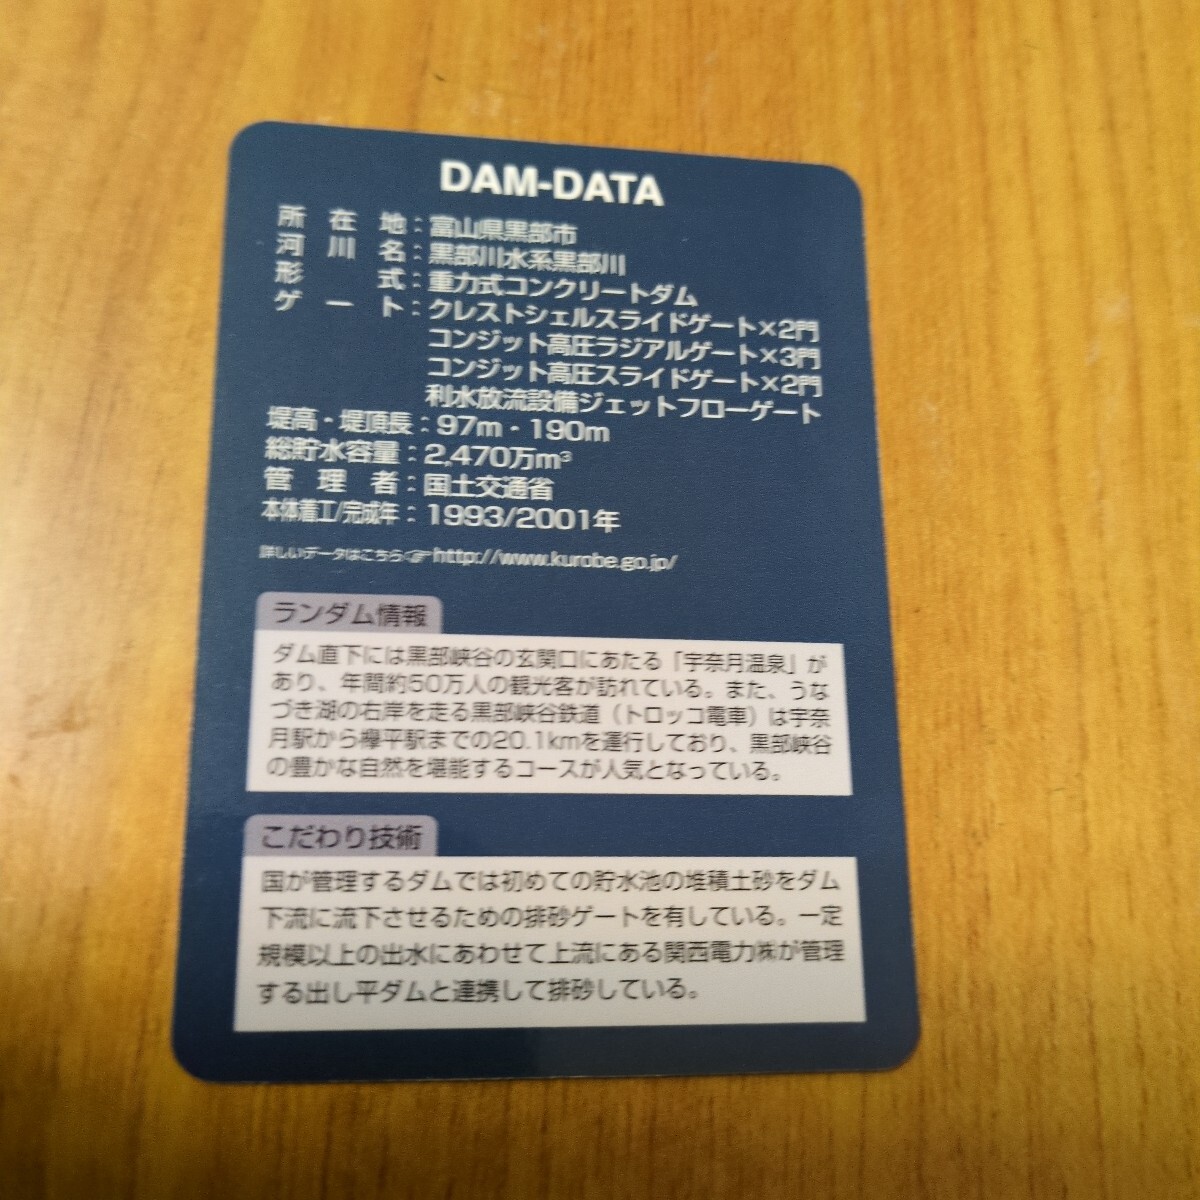 DAM-DATA
所在地：富山県黒部市
河川名：黒部川水系黒部川
形式：重力式コンクリートダム
ゲート：クレストシェルスライドゲート×2門
コンジット高圧ラジアルゲート×3門
コンジット高圧スライドゲート×2門
利水放流設備ジェットフローゲート
堤高・堤頂長：97m・190m
総貯水容量：2,470万m³
管理者：国土交通省
本体着工/完成年：1993/2001年
詳しいデータはこちら☞http://www.kurobe.go.jp/
ランダム情報
ダム直下には黒部峡谷の玄関口にあたる「宇奈月温泉」が
あり、年間約50万人の観光客が訪れている。また、うな
づき湖の右岸を走る黒部峡谷鉄道（トロッコ電車）は宇奈
月駅から欅平駅までの20.1kmを運行しており、黒部峡谷
の豊かな自然を堪能するコースが人気となっている。
こだわり技術
国が管理するダムでは初めての貯水池の堆積土砂をダム
下流に流下させるための排砂ゲートを有している。一定
規模以上の出水にあわせて上流にある関西電力㈱が管理
する出し平ダムと連携して排砂している。